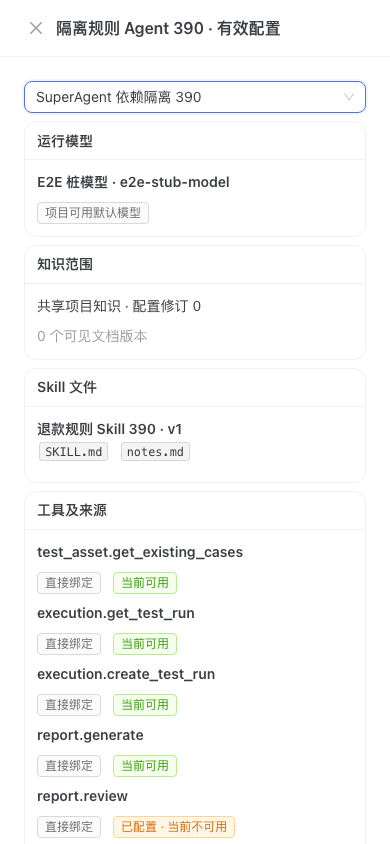 隔离规则 Agent 390 · 有效配置
SuperAgent 依赖隔离 390
运行模型
E2E 桩模型 · e2e-stub-model
项目可用默认模型
知识范围
共享项目知识 · 配置修订 0
0 个可见文档版本
Skill 文件
退款规则 Skill 390 · v1
SKILL.md notes.md
工具及来源
test_asset.get_existing_cases
直接绑定 当前可用
execution.get_test_run
直接绑定 当前可用
execution.create_test_run
直接绑定 当前可用
report.generate
直接绑定 当前可用
report.review
直接绑定 已配置 · 当前不可用